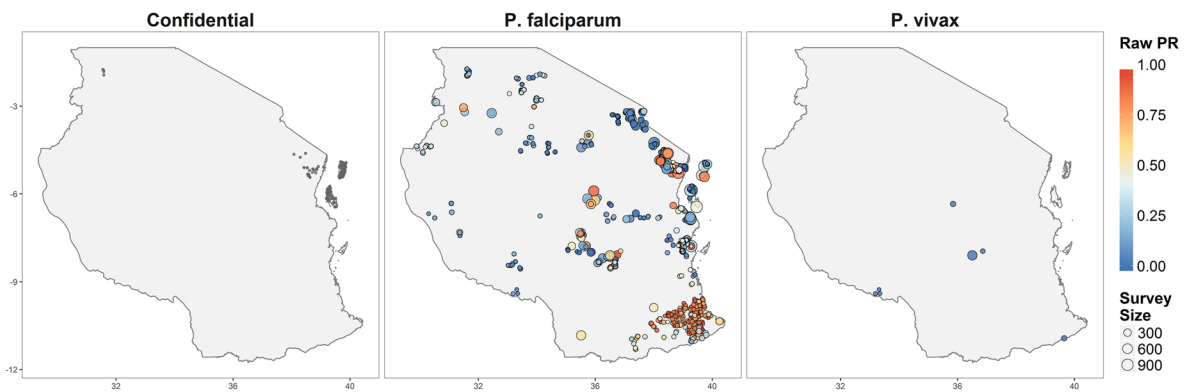 Confidential P. falciparum P. vivax
Raw PR
1.00
0.75
0.50
0.25
0.00
Survey
Size
300
600
900
-3
-6
-9
-12
32 36 40 32 36 40 32 36 40